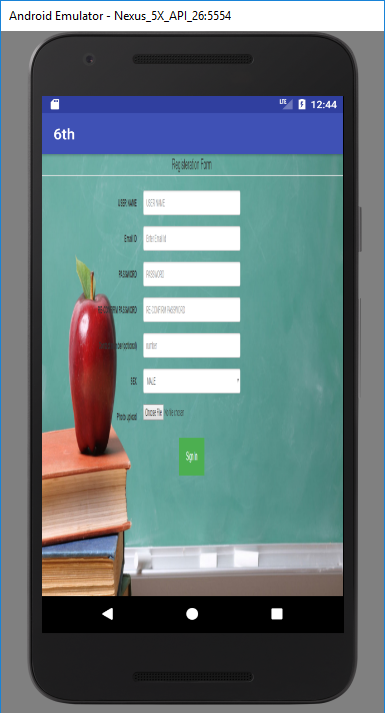 Android Emulator - Nexus_5X_API_26:5554
LTE 12:44
6th
Registeration Form
USER NAME USER NAME
Email ID Enter Email id
PASSWORD PASSWORD
RE-CONFIRM PASSWORD RE-CONFIRM PASSWORD
number
SEX MALE
Photo upload Choose File No file chosen
Sign In